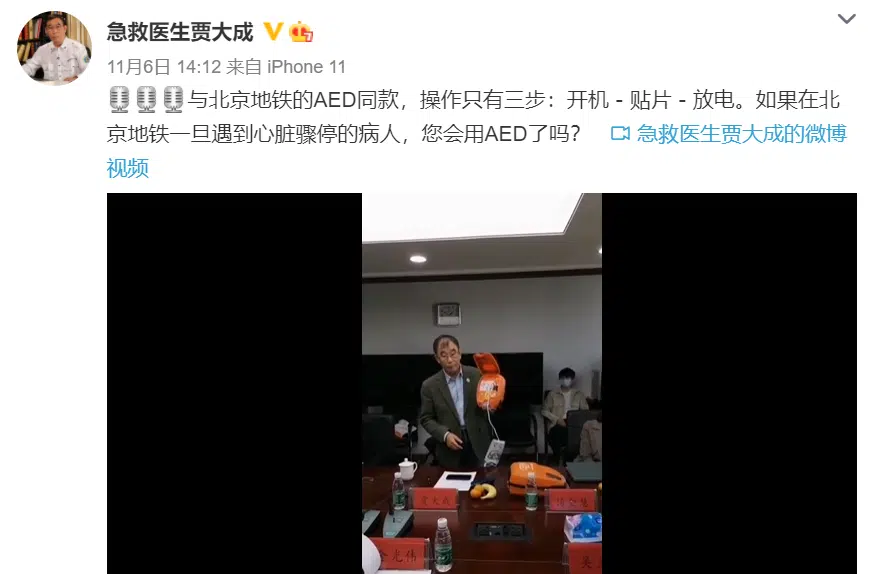 急救医生贾大成
11月6日 14:12 来自 iPhone 11
与北京地铁的AED同款，操作只有三步：开机 - 贴片 - 放电。如果在北
京地铁一旦遇到心脏骤停的病人，您会用AED了吗？ 急救医生贾大成的微博
视频
贾大成